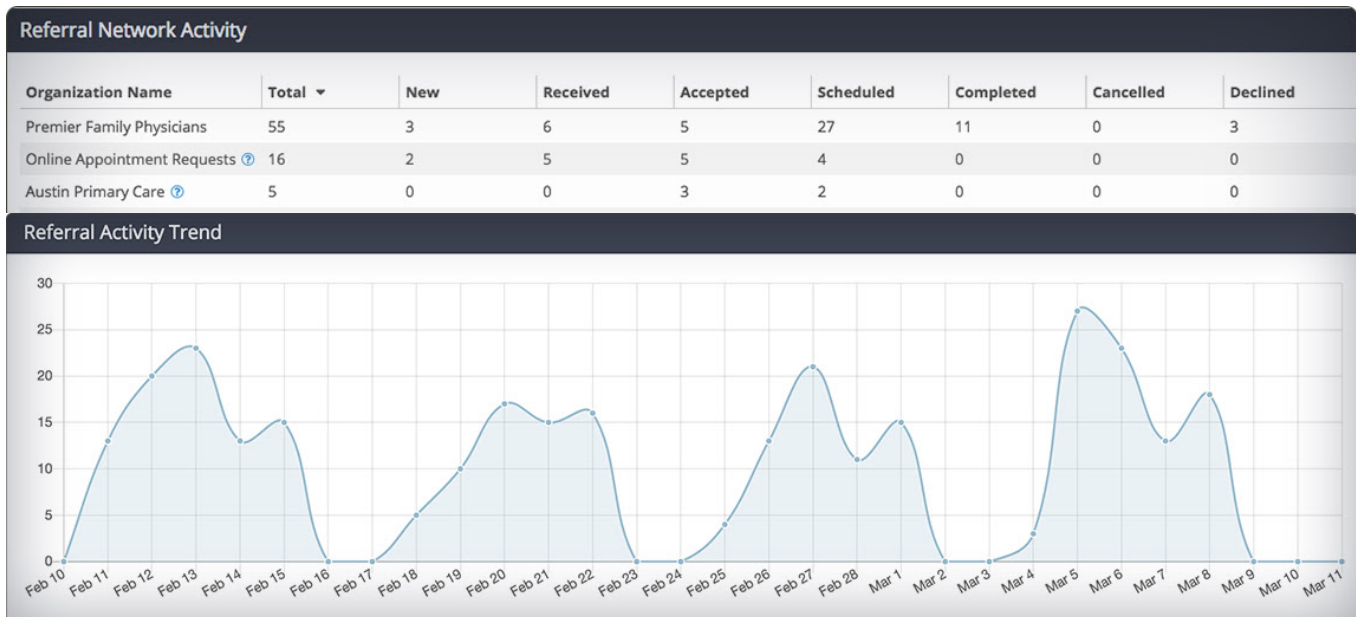 Referral Network Activity
Organization Name Total New Received Accepted Scheduled Completed Cancelled Declined
Premier Family Physicians 55 3 6 5 27 11 0 3
Online Appointment Requests ? 16 2 5 5 4 0 0 0
Austin Primary Care ? 5 0 0 3 2 0 0 0
Referral Activity Trend
30
25
20
15
10
5
0
Feb 10 Feb 11 Feb 12 Feb 13 Feb 14 Feb 15 Feb 16 Feb 17 Feb 18 Feb 19 Feb 20 Feb 21 Feb 22 Feb 23 Feb 24 Feb 25 Feb 26 Feb 27 Feb 28 Mar 1 Mar 2 Mar 3 Mar 4 Mar 5 Mar 6 Mar 7 Mar 8 Mar 9 Mar 10 Mar 11